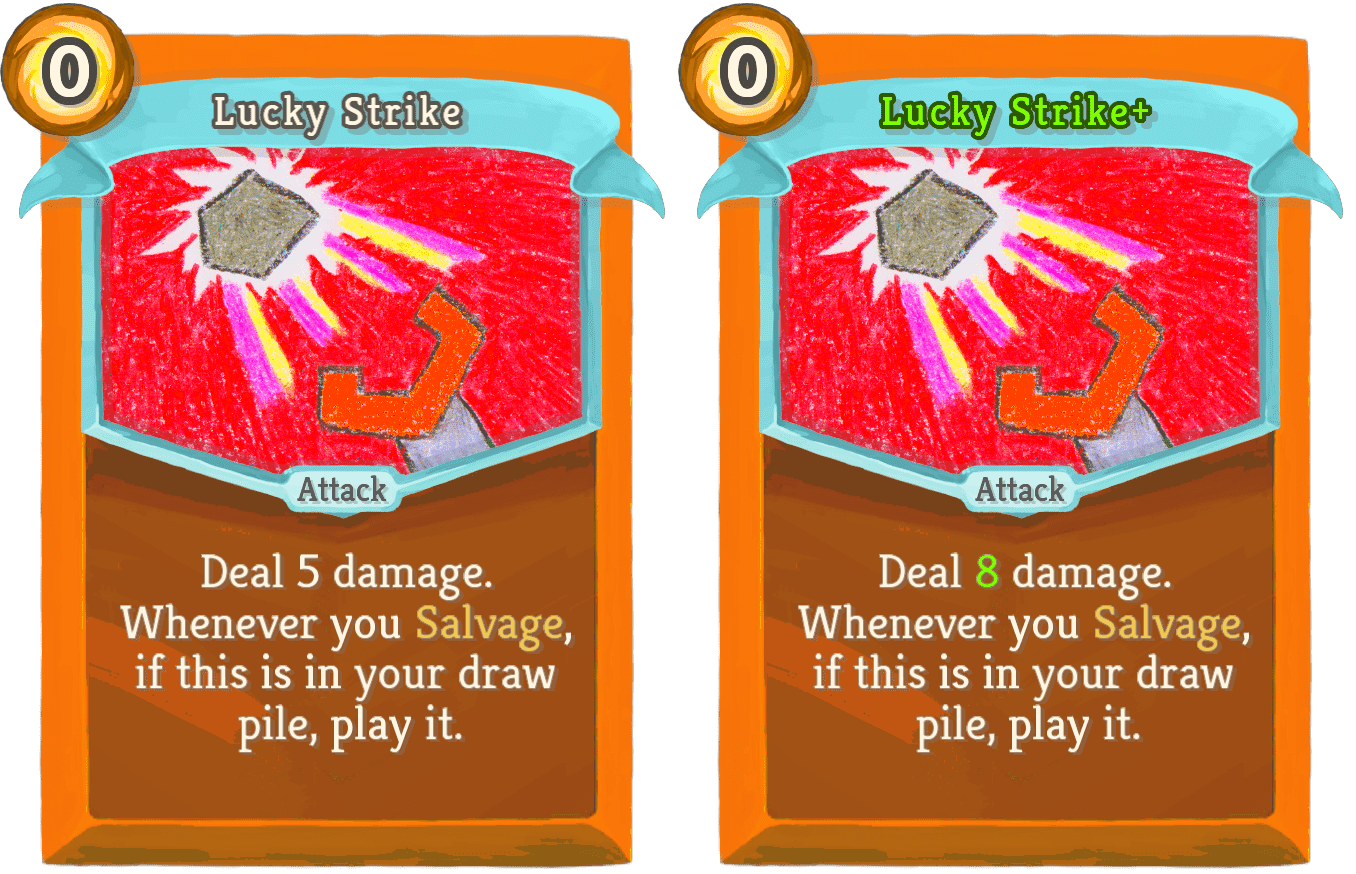 0
Lucky Strike
Attack
Deal 5 damage.
Whenever you Salvage,
if this is in your draw
pile, play it.
0
Lucky Strike+
Attack
Deal 8 damage.
Whenever you Salvage,
if this is in your draw
pile, play it.